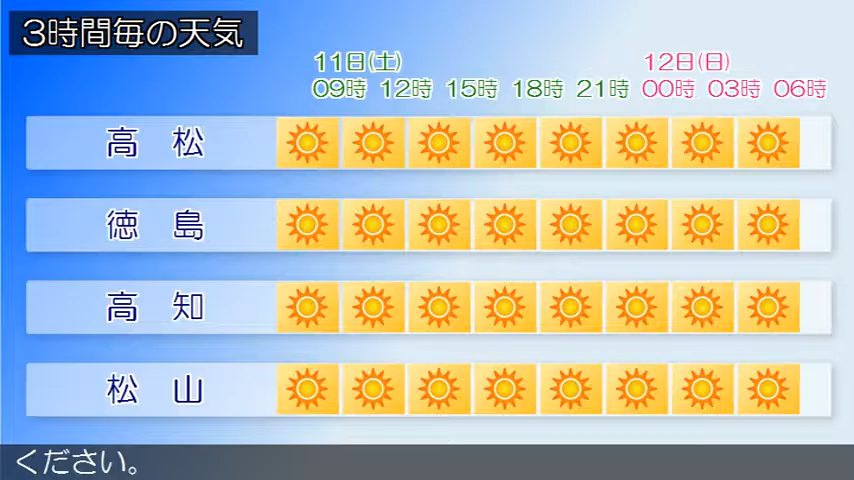 3時間毎の天気
11日(土) 12日(日)
09時 12時 15時 18時 21時 00時 03時 06時
高松
徳島
高知
松山
ください。